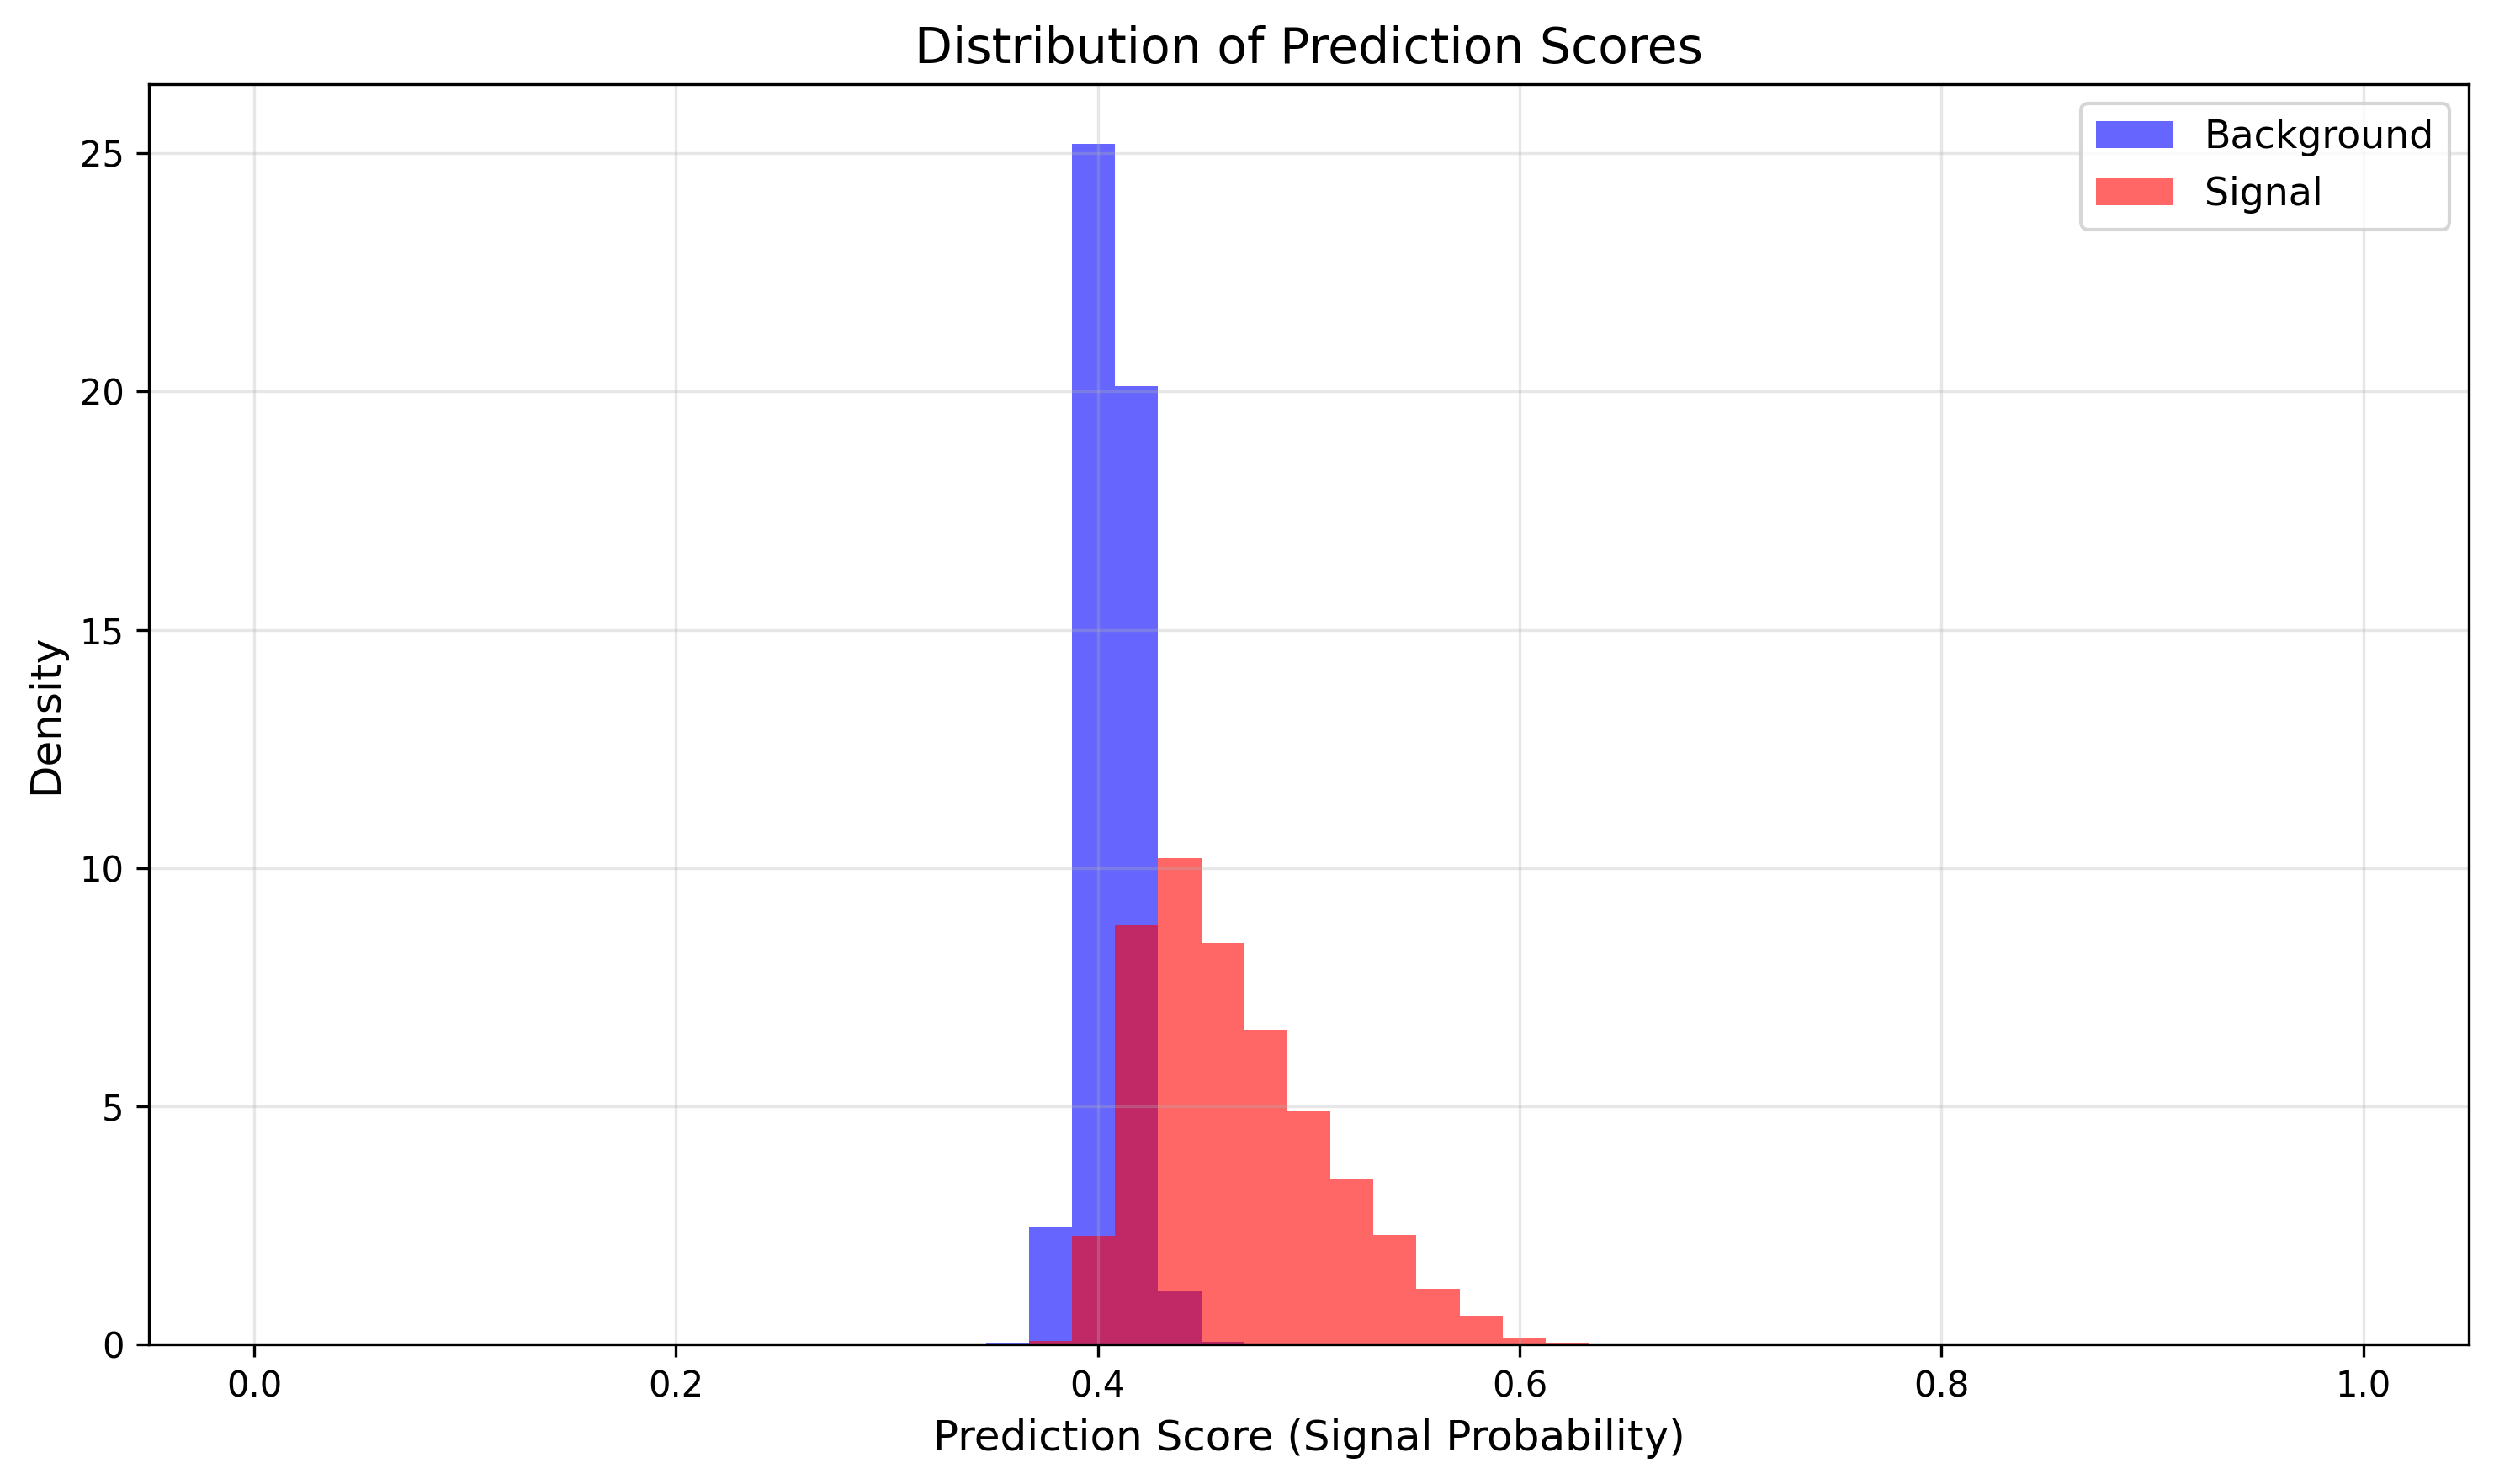 Distribution of Prediction Scores
Background
Signal
25
20
15
10
5
0
Density
0.0 0.2 0.4 0.6 0.8 1.0
Prediction Score (Signal Probability)